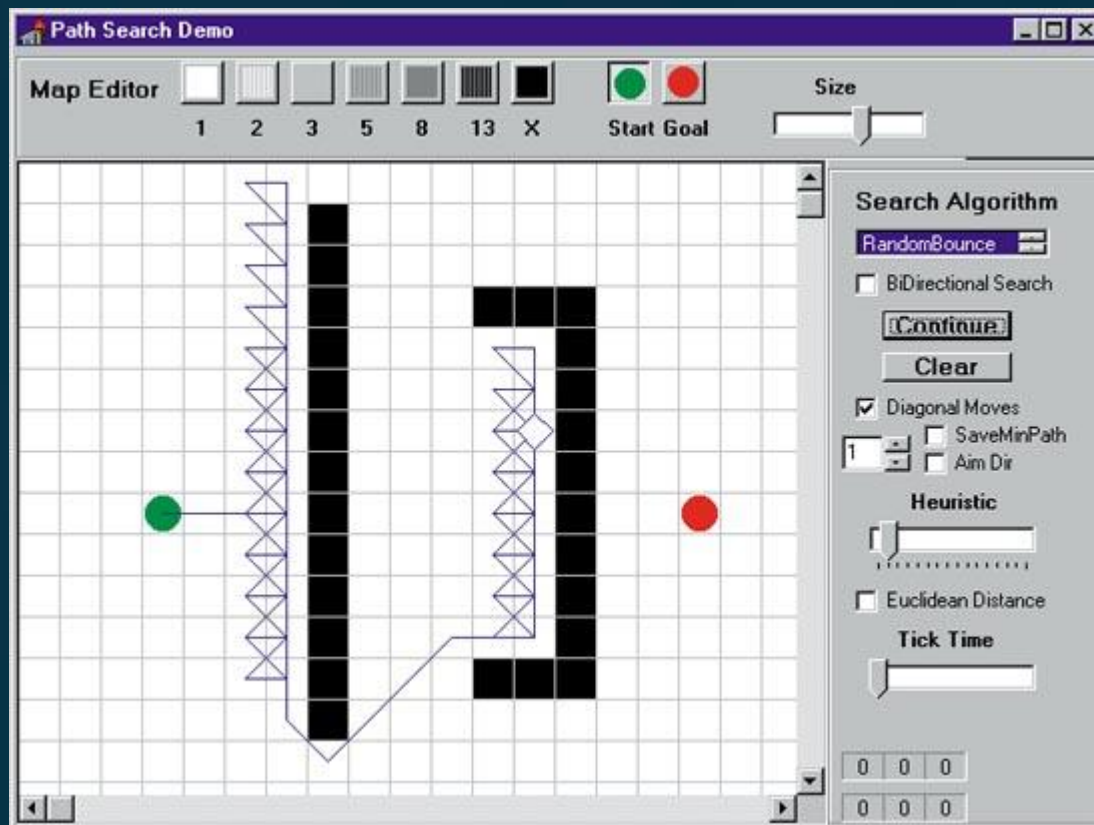 Path Search Demo
Map Editor
1 2 3 5 8 13 X
Start Goal
Size
Search Algorithm
RandomBounce
BiDirectional Search
Continue
Clear
Diagonal Moves
1
SaveMinPath
Aim Dir
Heuristic
Euclidean Distance
Tick Time
0 0 0
0 0 0